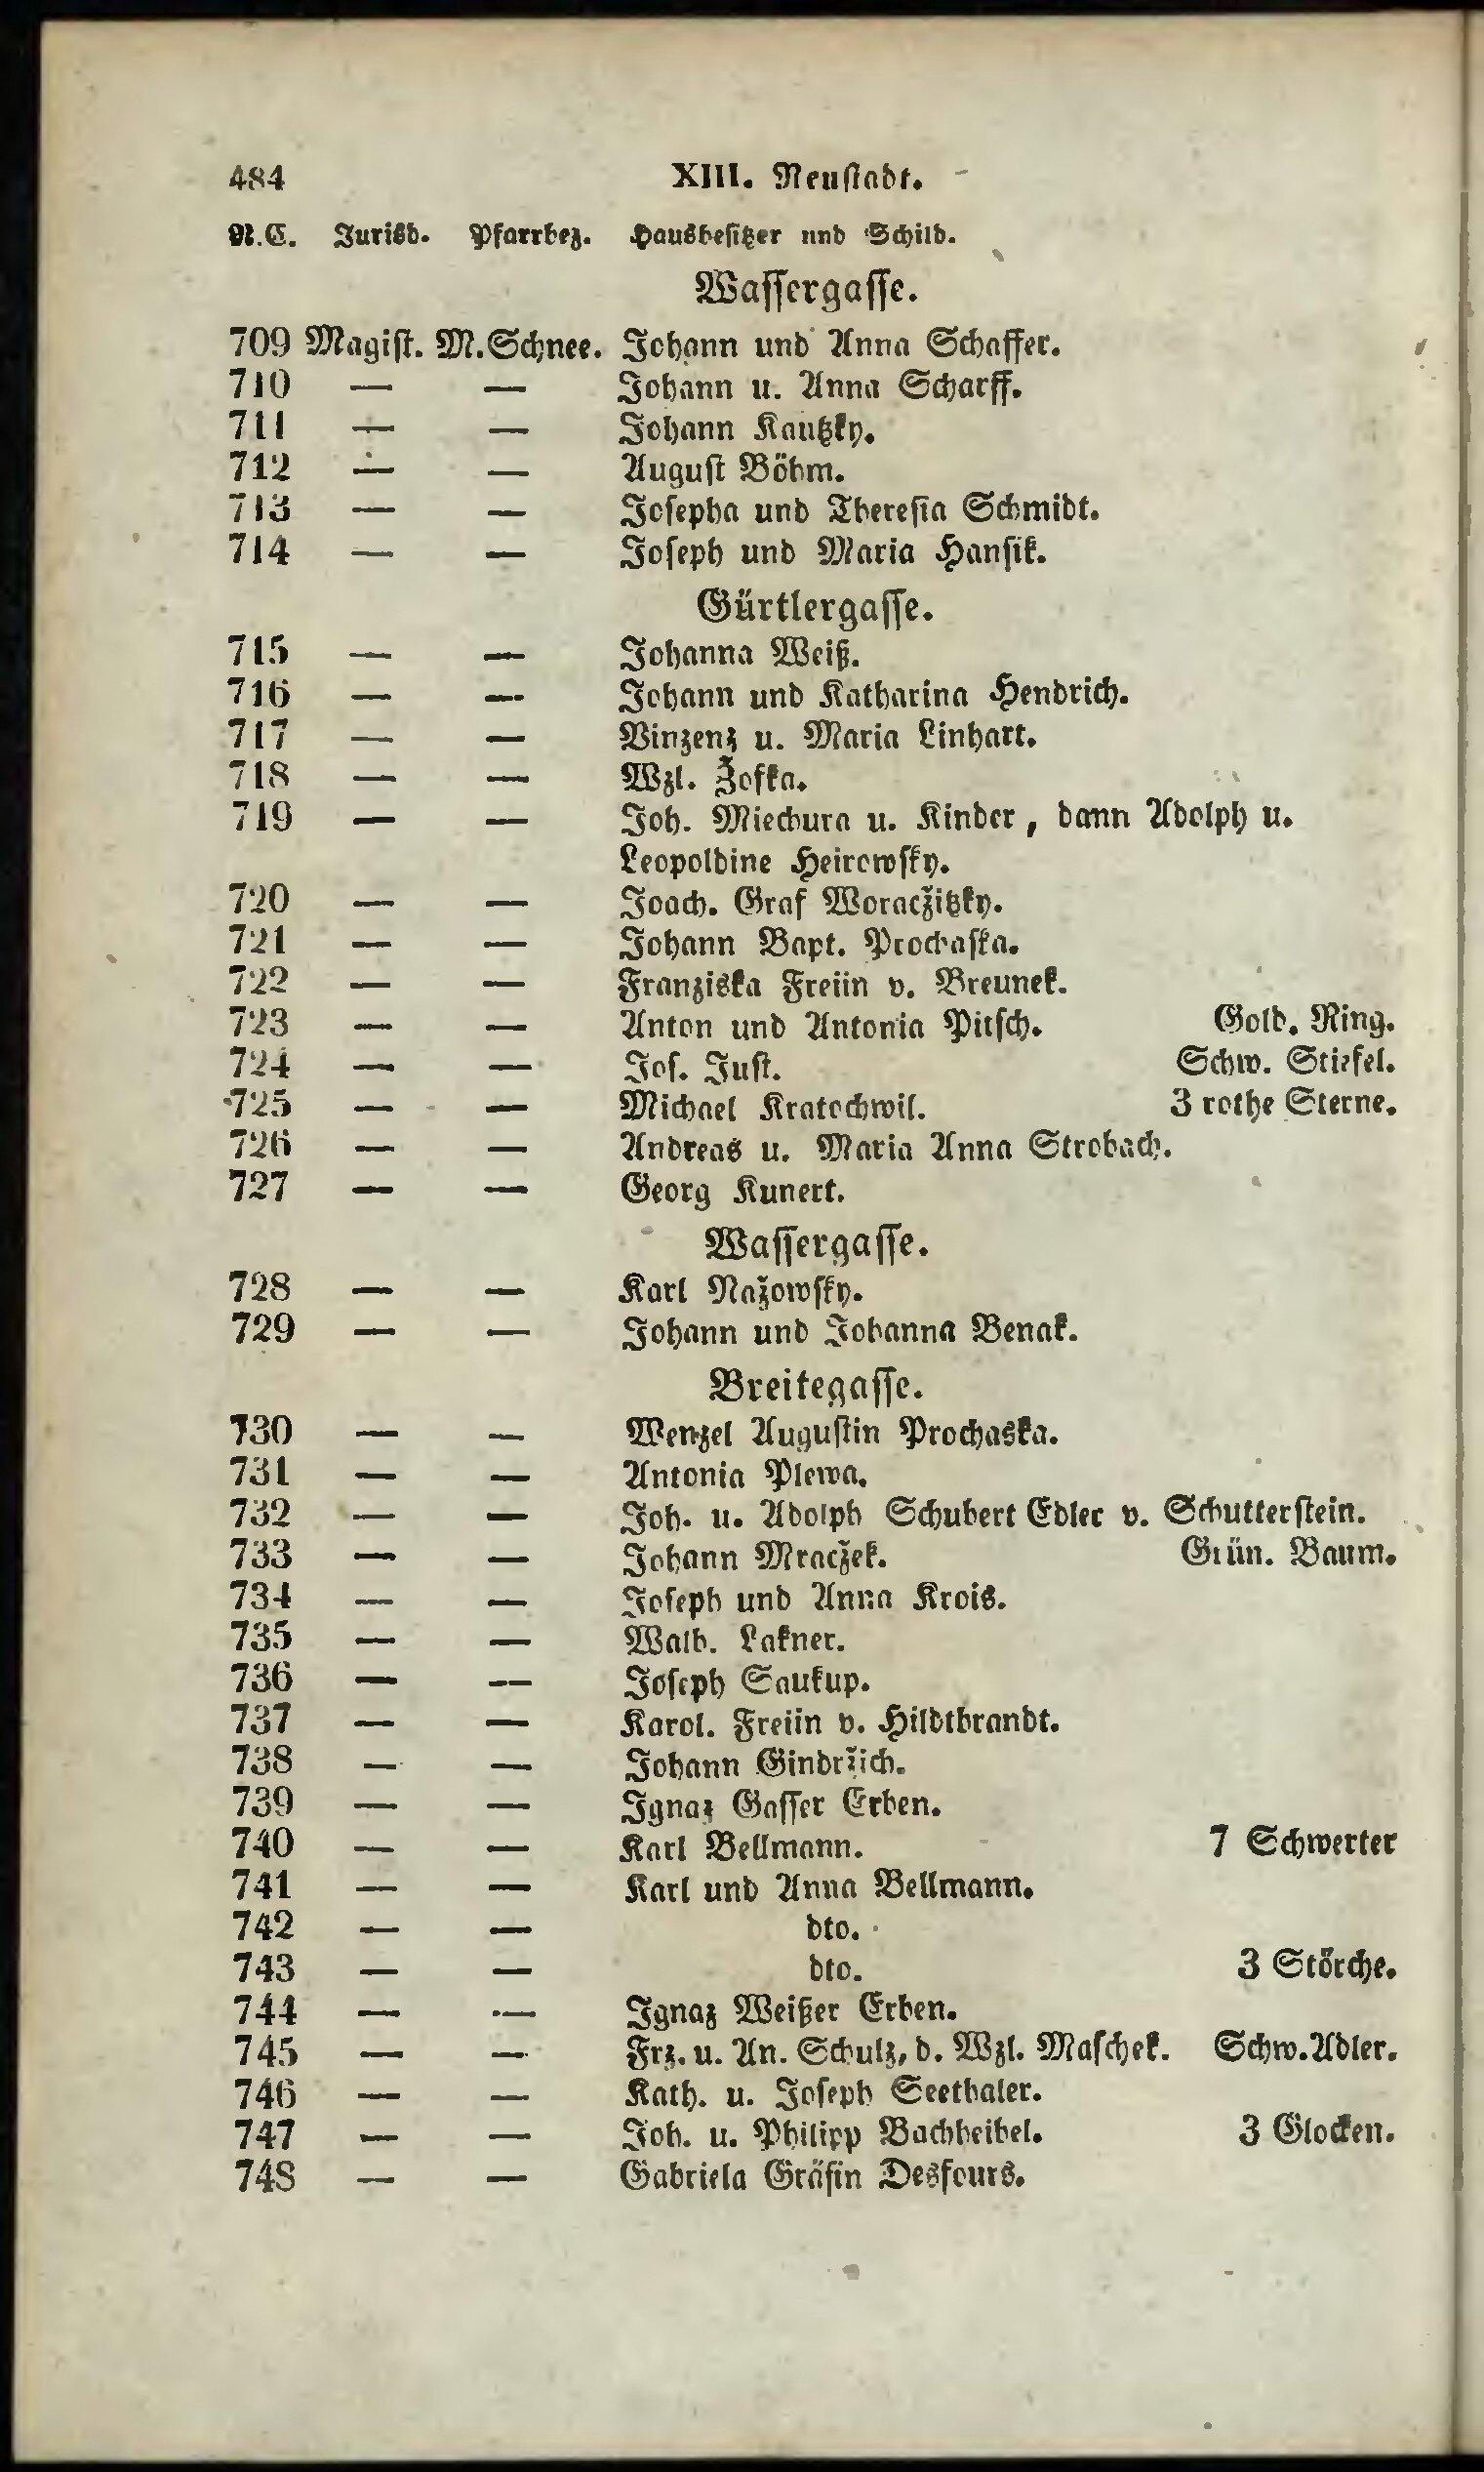 484 XIII. Neustadt.
N.C. Jurisd. Pfarrbez. Hausbesitzer nnd Schild.
Wassergasse.
709 Magist. M.Schnee. Johann und Anna Schaffer.
710 — — Johann u. Anna Scharff.
711 — — Johann Kautzky.
712 — — August Böhm.
713 — — Josepha und Theresia Schmidt.
714 — — Joseph und Maria Hansik.
Gürtlergasse.
715 — — Johanna Weiß.
716 — — Johann und Katharina Hendrich.
717 — — Vinzenz u. Maria Linhart.
718 — — Wzl. Žofka.
719 — — Joh. Miechura u. Kinder, dann Adolph u.
Leopoldine Heirowsky.
720 — — Joach. Graf Woracžitzky.
721 — — Johann Bapt. Prochaska.
722 — — Franziska Freiin v. Breunek.
723 — — Anton und Antonia Pitsch. Gold. Ring.
724 — — Jos. Just. Schw. Stiefel.
725 — — Michael Kratochwil. 3 rothe Sterne.
726 — — Andreas u. Maria Anna Strobach.
727 — — Georg Kunert.
Wassergasse.
728 — — Karl Nažowsky.
729 — — Johann und Johanna Benak.
Breitegasse.
730 — — Wenzel Augustin Prochaska.
731 — — Antonia Plewa.
732 — — Joh. u. Adolph Schubert Edler v. Schutterstein.
733 — — Johann Mracžek. Grün. Baum.
734 — — Joseph und Anna Krois.
735 — — Walb. Lakner.
736 — — Joseph Saukup.
737 — — Karol. Freiin v. Hildtbrandt.
738 — — Johann Gindržich.
739 — — Ignaz Gasser Erben.
740 — — Karl Bellmann. 7 Schwerter
741 — — Karl und Anna Bellmann.
742 — — dto.
743 — — dto. 3 Störche.
744 — — Ignaz Weißer Erben.
745 — — Frz. u. An. Schulz, d. Wzl. Maschek. Schw.Adler.
746 — — Kath. u. Joseph Seethaler.
747 — — Joh. u. Philipp Bachheibel. 3 Glocken.
748 — — Gabriela Gräfin Desfours.